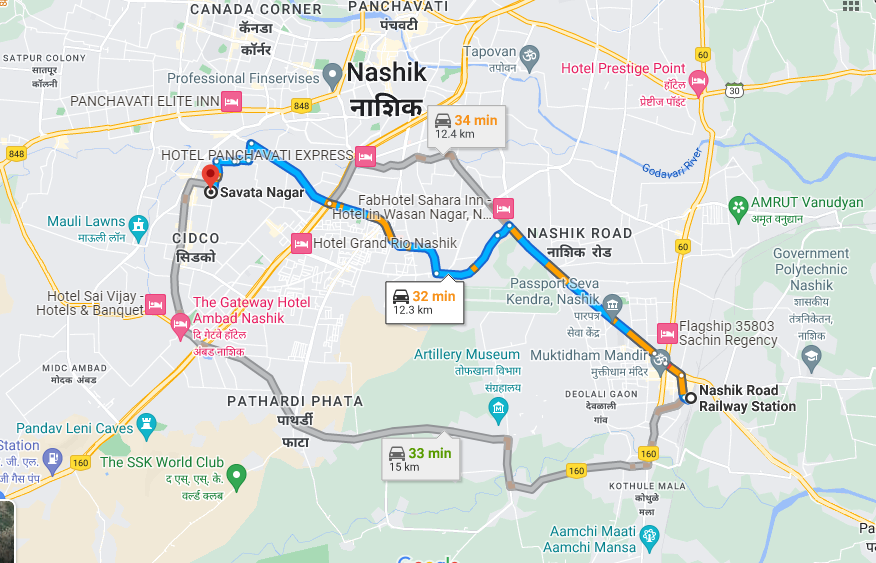 CANADA CORNER
कॅनडा
कॉर्नर
PANCHAVATI
पंचवटी
SATPUR COLONY
सातपूर
कॉलनी
Professional Finservises
Nashik
नाशिक
Tapovan
तपोवन
60
Hotel Prestige Point
हॉटेल
प्रेस्टीज पॉइंट
30
PANCHAVATI ELITE INN
848
848
34 min
12.4 km
HOTEL PANCHAVATI EXPRESS
Godavari River
Savata Nagar
FabHotel Sahara Inn -
Hotel in Wasan Nagar, N...
AMRUT Vanudyan
अमृत वनुद्यान
Mauli Lawns
माऊली लॉन
CIDCO
सिडको
Hotel Grand Rio Nashik
NASHIK ROAD
नाशिक रोड
60
Government
Polytechnic
Nashik
शासकीय
तंत्रनिकेतन,
नाशिक
Hotel Sai Vijay -
Hotels & Banquet
The Gateway Hotel
Ambad Nashik
दि गेटवे हॉटेल
अंबड नाशिक
32 min
12.3 km
Passport Seva
Kendra, Nashik
पारपत्र
सेवा केंद्र
Flagship 35803
Sachin Regency
MIDC AMBAD
मोदक अंबड
Artillery Museum
तोफखाना विभाग
संग्रहालय
Muktidham Mandir
मुक्तीधाम मंदिर
DEOLALI GAON
देवळाली
गांव
Nashik Road
Railway Station
PATHARDI PHATA
पाथर्डी
फाटा
Pandav Leni Caves
Station
जी. एल.
जी गैस पंप
160
The SSK World Club
द एस. एस. के.
वर्ल्ड क्लब
33 min
15 km
160
160
KOTHULE MALA
कोथुळे
मळा
Aamchi Maati
Aamchi Mansa
Pa
Google